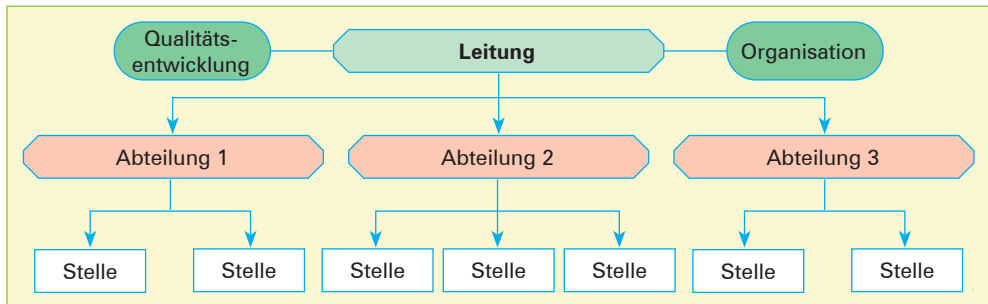 Qualitäts-
entwicklung
Leitung
Organisation
Abteilung 1
Abteilung 2
Abteilung 3
Stelle
Stelle
Stelle
Stelle
Stelle
Stelle
Stelle